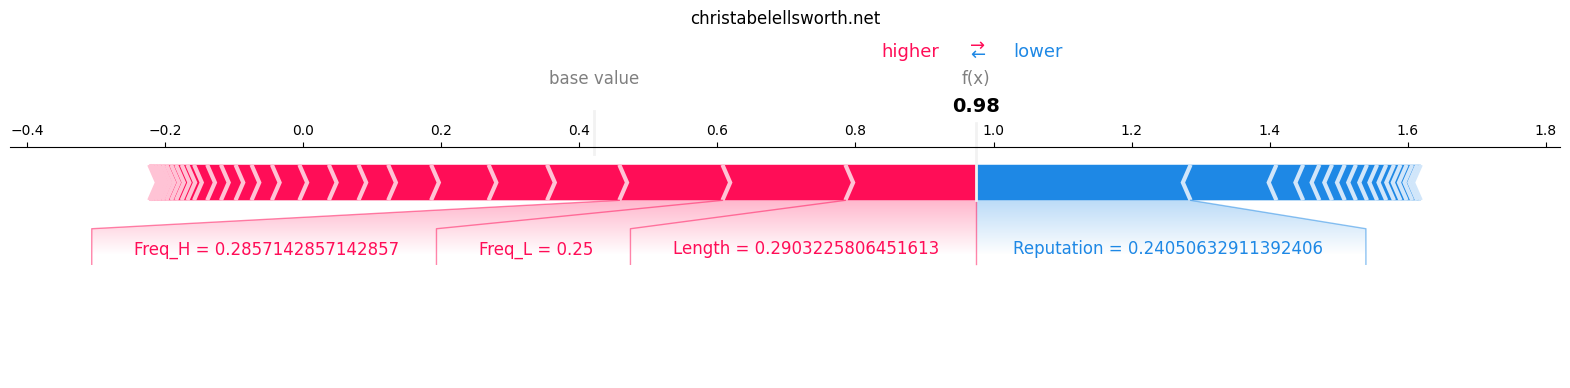 christabelellsworth.net
higher ⇄ lower
base value f(x)
0.98
−0.4 −0.2 0.0 0.2 0.4 0.6 0.8 1.0 1.2 1.4 1.6 1.8
Freq_H = 0.2857142857142857 Freq_L = 0.25 Length = 0.2903225806451613 Reputation = 0.24050632911392406